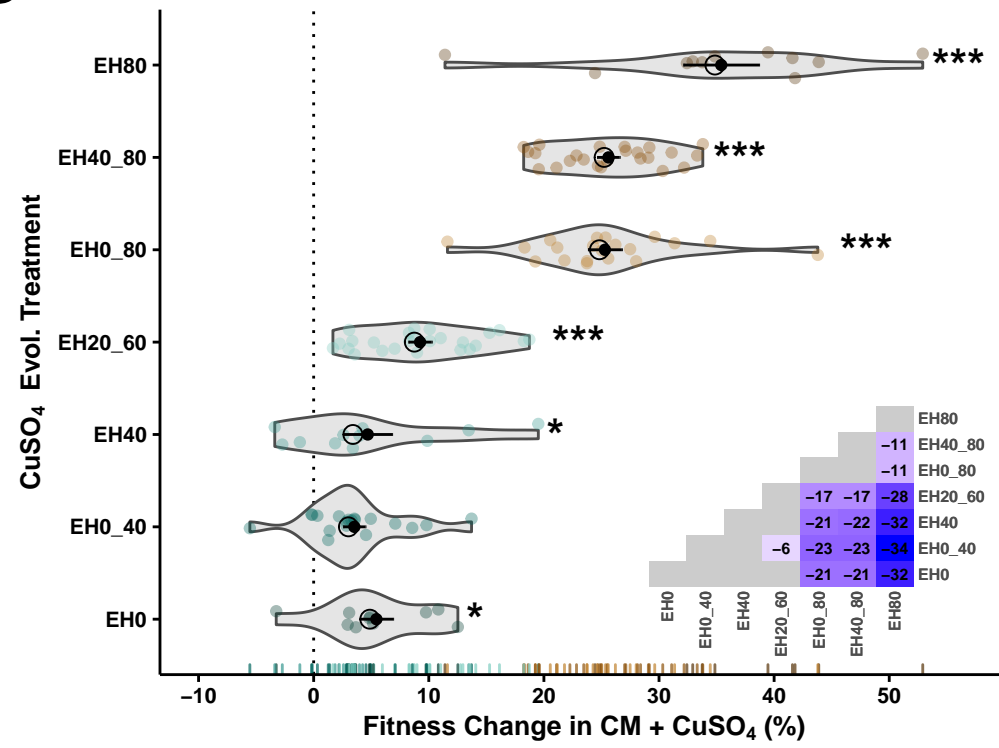 EH80
***
EH40_80
***
EH0_80
***
EH20_60
***
EH40
*
EH0_40
EH0
*
CuSO4 Evol. Treatment
EH80
−11 EH40_80
−11 EH0_80
−17 −17 −28 EH20_60
−21 −22 −32 EH40
−6 −23 −23 −34 EH0_40
−21 −21 −32 EH0
EH0 EH0_40 EH40 EH20_60 EH0_80 EH40_80 EH80
−10 0 10 20 30 40 50
Fitness Change in CM + CuSO4 (%)